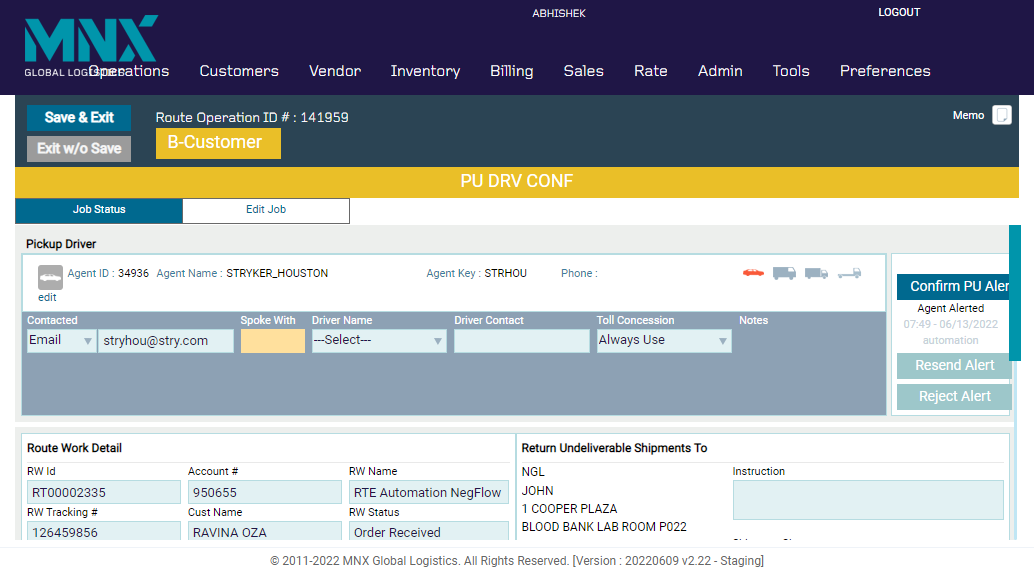 ABHISHEK
LOGOUT
MNX
GLOBAL LOGISTICS
Operations Customers Vendor Inventory Billing Sales Rate Admin Tools Preferences
Save & Exit
Route Operation ID # : 141959
Memo
Exit w/o Save
B-Customer
PU DRV CONF
Job Status Edit Job
Pickup Driver
Agent ID : 34936 Agent Name : STRYKER_HOUSTON Agent Key : STRHOU Phone :
edit
Confirm PU Aler
Agent Alerted
07:49 - 06/13/2022
automation
Resend Alert
Reject Alert
Contacted Spoke With Driver Name Driver Contact Toll Concession Notes
Email stryhou@stry.com ---Select--- Always Use
Route Work Detail
RW Id Account # RW Name
RT00002335 950655 RTE Automation NegFlow
RW Tracking # Cust Name RW Status
126459856 RAVINA OZA Order Received
Return Undeliverable Shipments To
NGL
JOHN
1 COOPER PLAZA
BLOOD BANK LAB ROOM P022
Instruction
© 2011-2022 MNX Global Logistics. All Rights Reserved. [Version : 20220609 v2.22 - Staging]